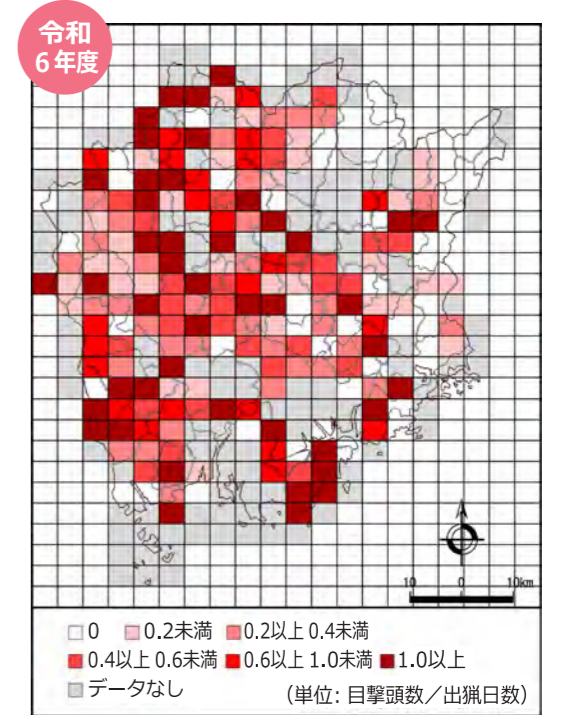 令和
6年度
10 0 10km
0 0.2未満 0.2以上 0.4未満
0.4以上 0.6未満 0.6以上 1.0未満 1.0以上
データなし (単位: 目撃頭数／出猟日数)